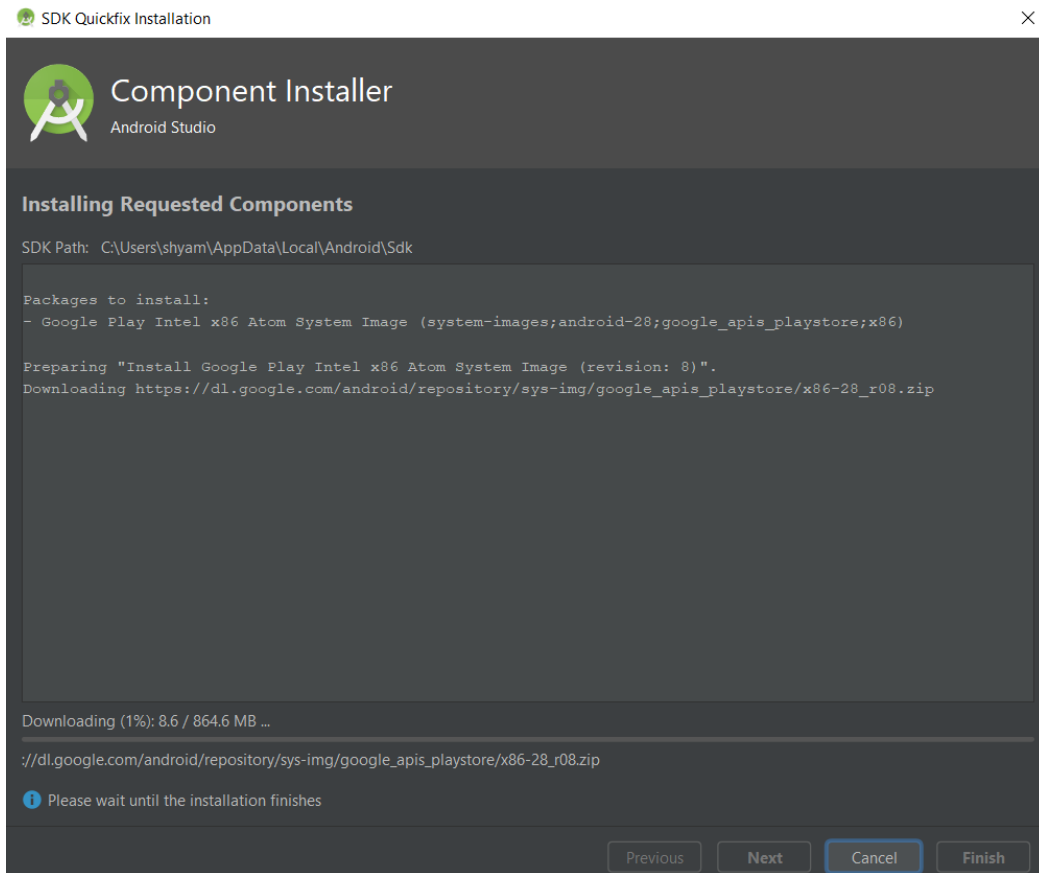 SDK Quickfix Installation
Component Installer
Android Studio
Installing Requested Components
SDK Path: C:\Users\shyam\AppData\Local\Android\Sdk
Packages to install:
- Google Play Intel x86 Atom System Image (system-images;android-28;google_apis_playstore;x86)
Preparing "Install Google Play Intel x86 Atom System Image (revision: 8)".
Downloading https://dl.google.com/android/repository/sys-img/google_apis_playstore/x86-28_r08.zip
Downloading (1%): 8.6 / 864.6 MB ...
://dl.google.com/android/repository/sys-img/google_apis_playstore/x86-28_r08.zip
Please wait until the installation finishes
Previous Next Cancel Finish